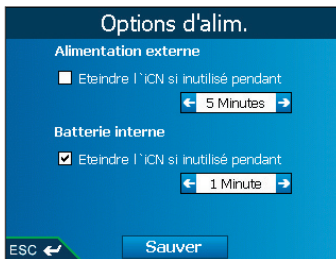 Options d'alim.
Alimentation externe
Eteindre l`iCN si inutilisé pendant
5 Minutes
Batterie interne
Eteindre l`iCN si inutilisé pendant
1 Minute
ESC
Sauver